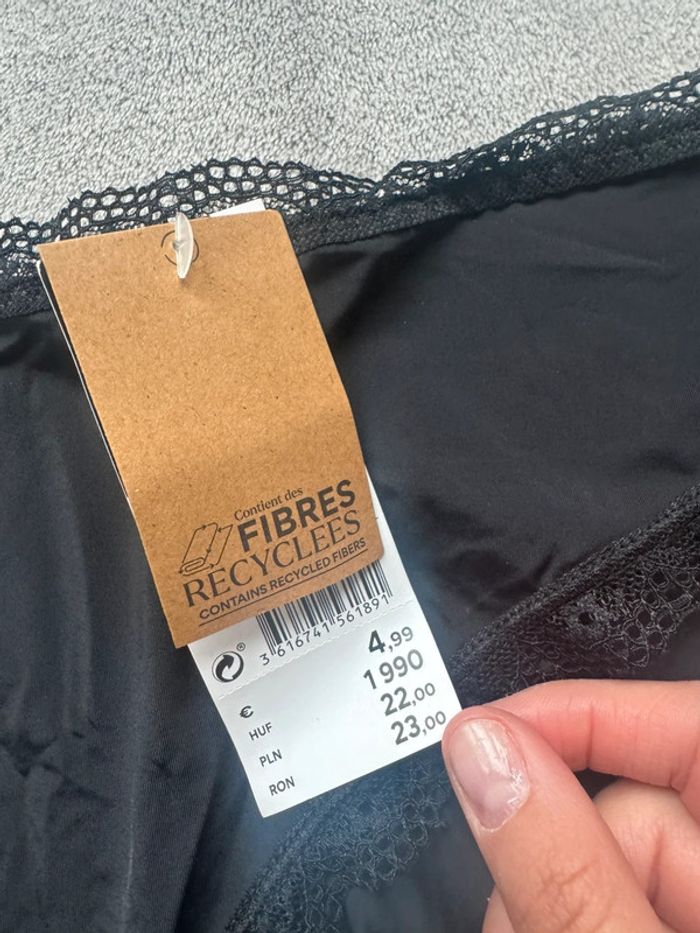 Contient des
FIBRES
RECYCLEES
CONTAINS RECYCLED FIBERS
3 616741 561891
€ 4,99
HUF 1990
PLN 22,00
RON 23,00